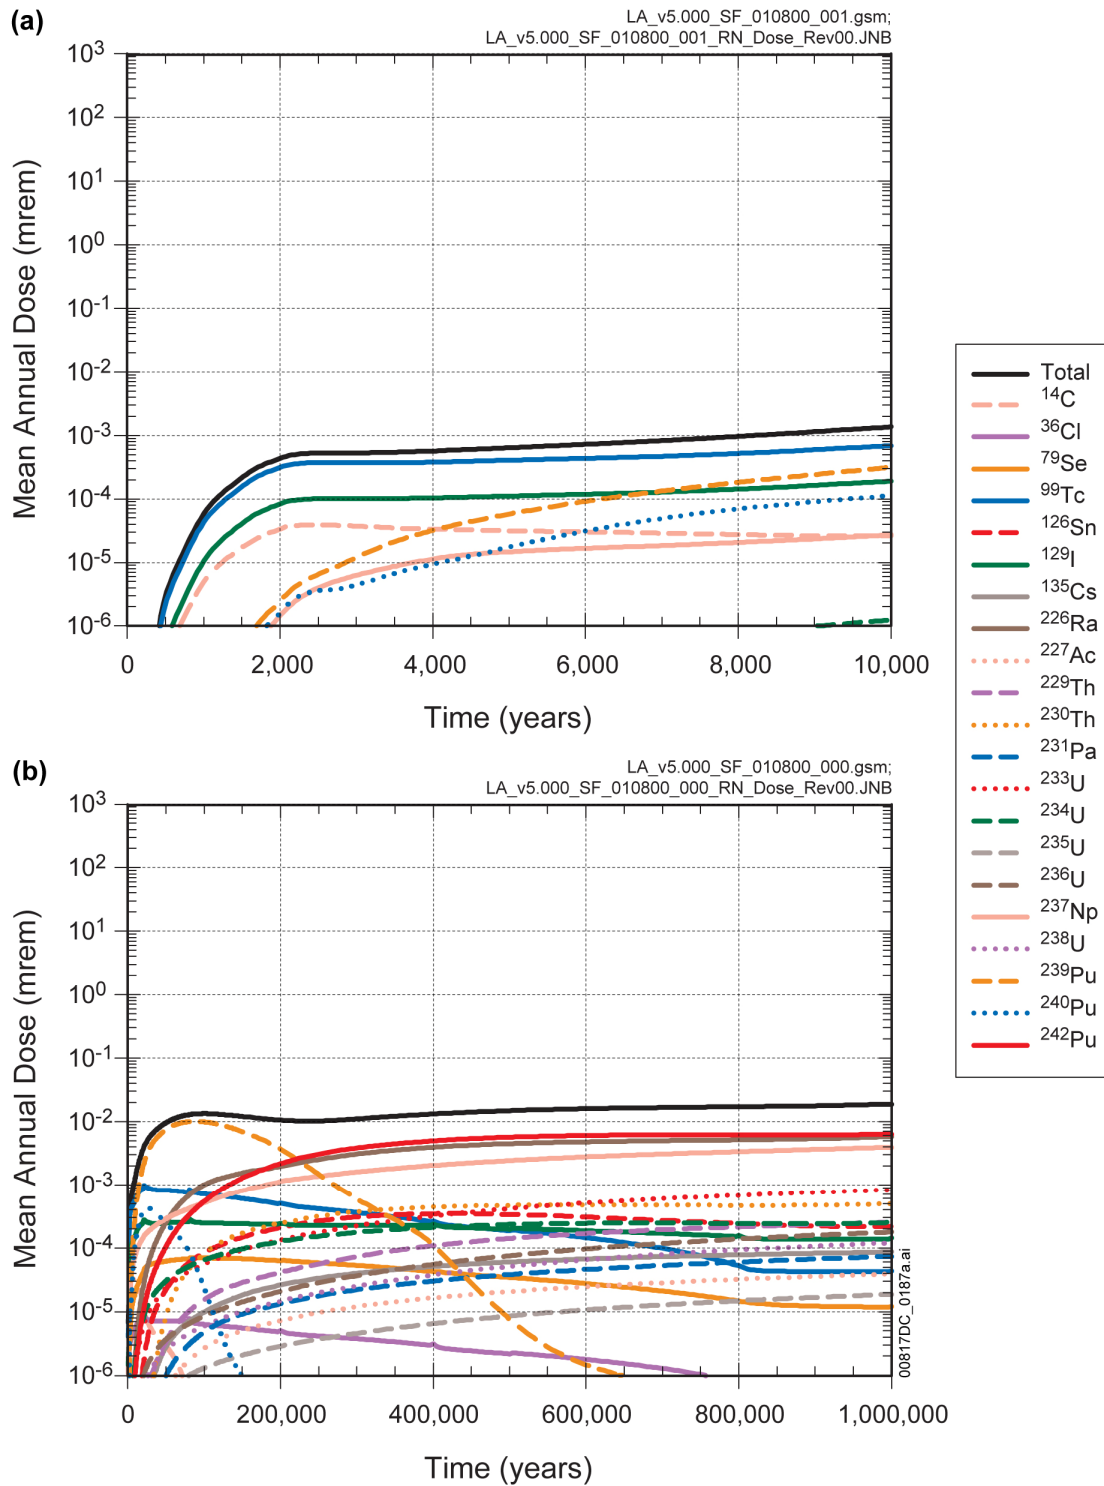 (a)
LA_v5.000_SF_010800_001.gsm;
LA_v5.000_SF_010800_001_RN_Dose_Rev00.JNB
Mean Annual Dose (mrem)
10³
10²
10¹
10⁰
10⁻¹
10⁻²
10⁻³
10⁻⁴
10⁻⁵
10⁻⁶
0 2,000 4,000 6,000 8,000 10,000
Time (years)
(b)
LA_v5.000_SF_010800_000.gsm;
LA_v5.000_SF_010800_000_RN_Dose_Rev00.JNB
Mean Annual Dose (mrem)
10³
10²
10¹
10⁰
10⁻¹
10⁻²
10⁻³
10⁻⁴
10⁻⁵
10⁻⁶
0 200,000 400,000 600,000 800,000 1,000,000
Time (years)
00817DC_0187a.ai
Total
¹⁴C
³⁶Cl
⁷⁹Se
⁹⁹Tc
¹²⁶Sn
¹²⁹I
¹³⁵Cs
²²⁶Ra
²²⁷Ac
²²⁹Th
²³⁰Th
²³¹Pa
²³³U
²³⁴U
²³⁵U
²³⁶U
²³⁷Np
²³⁸U
²³⁹Pu
²⁴⁰Pu
²⁴²Pu